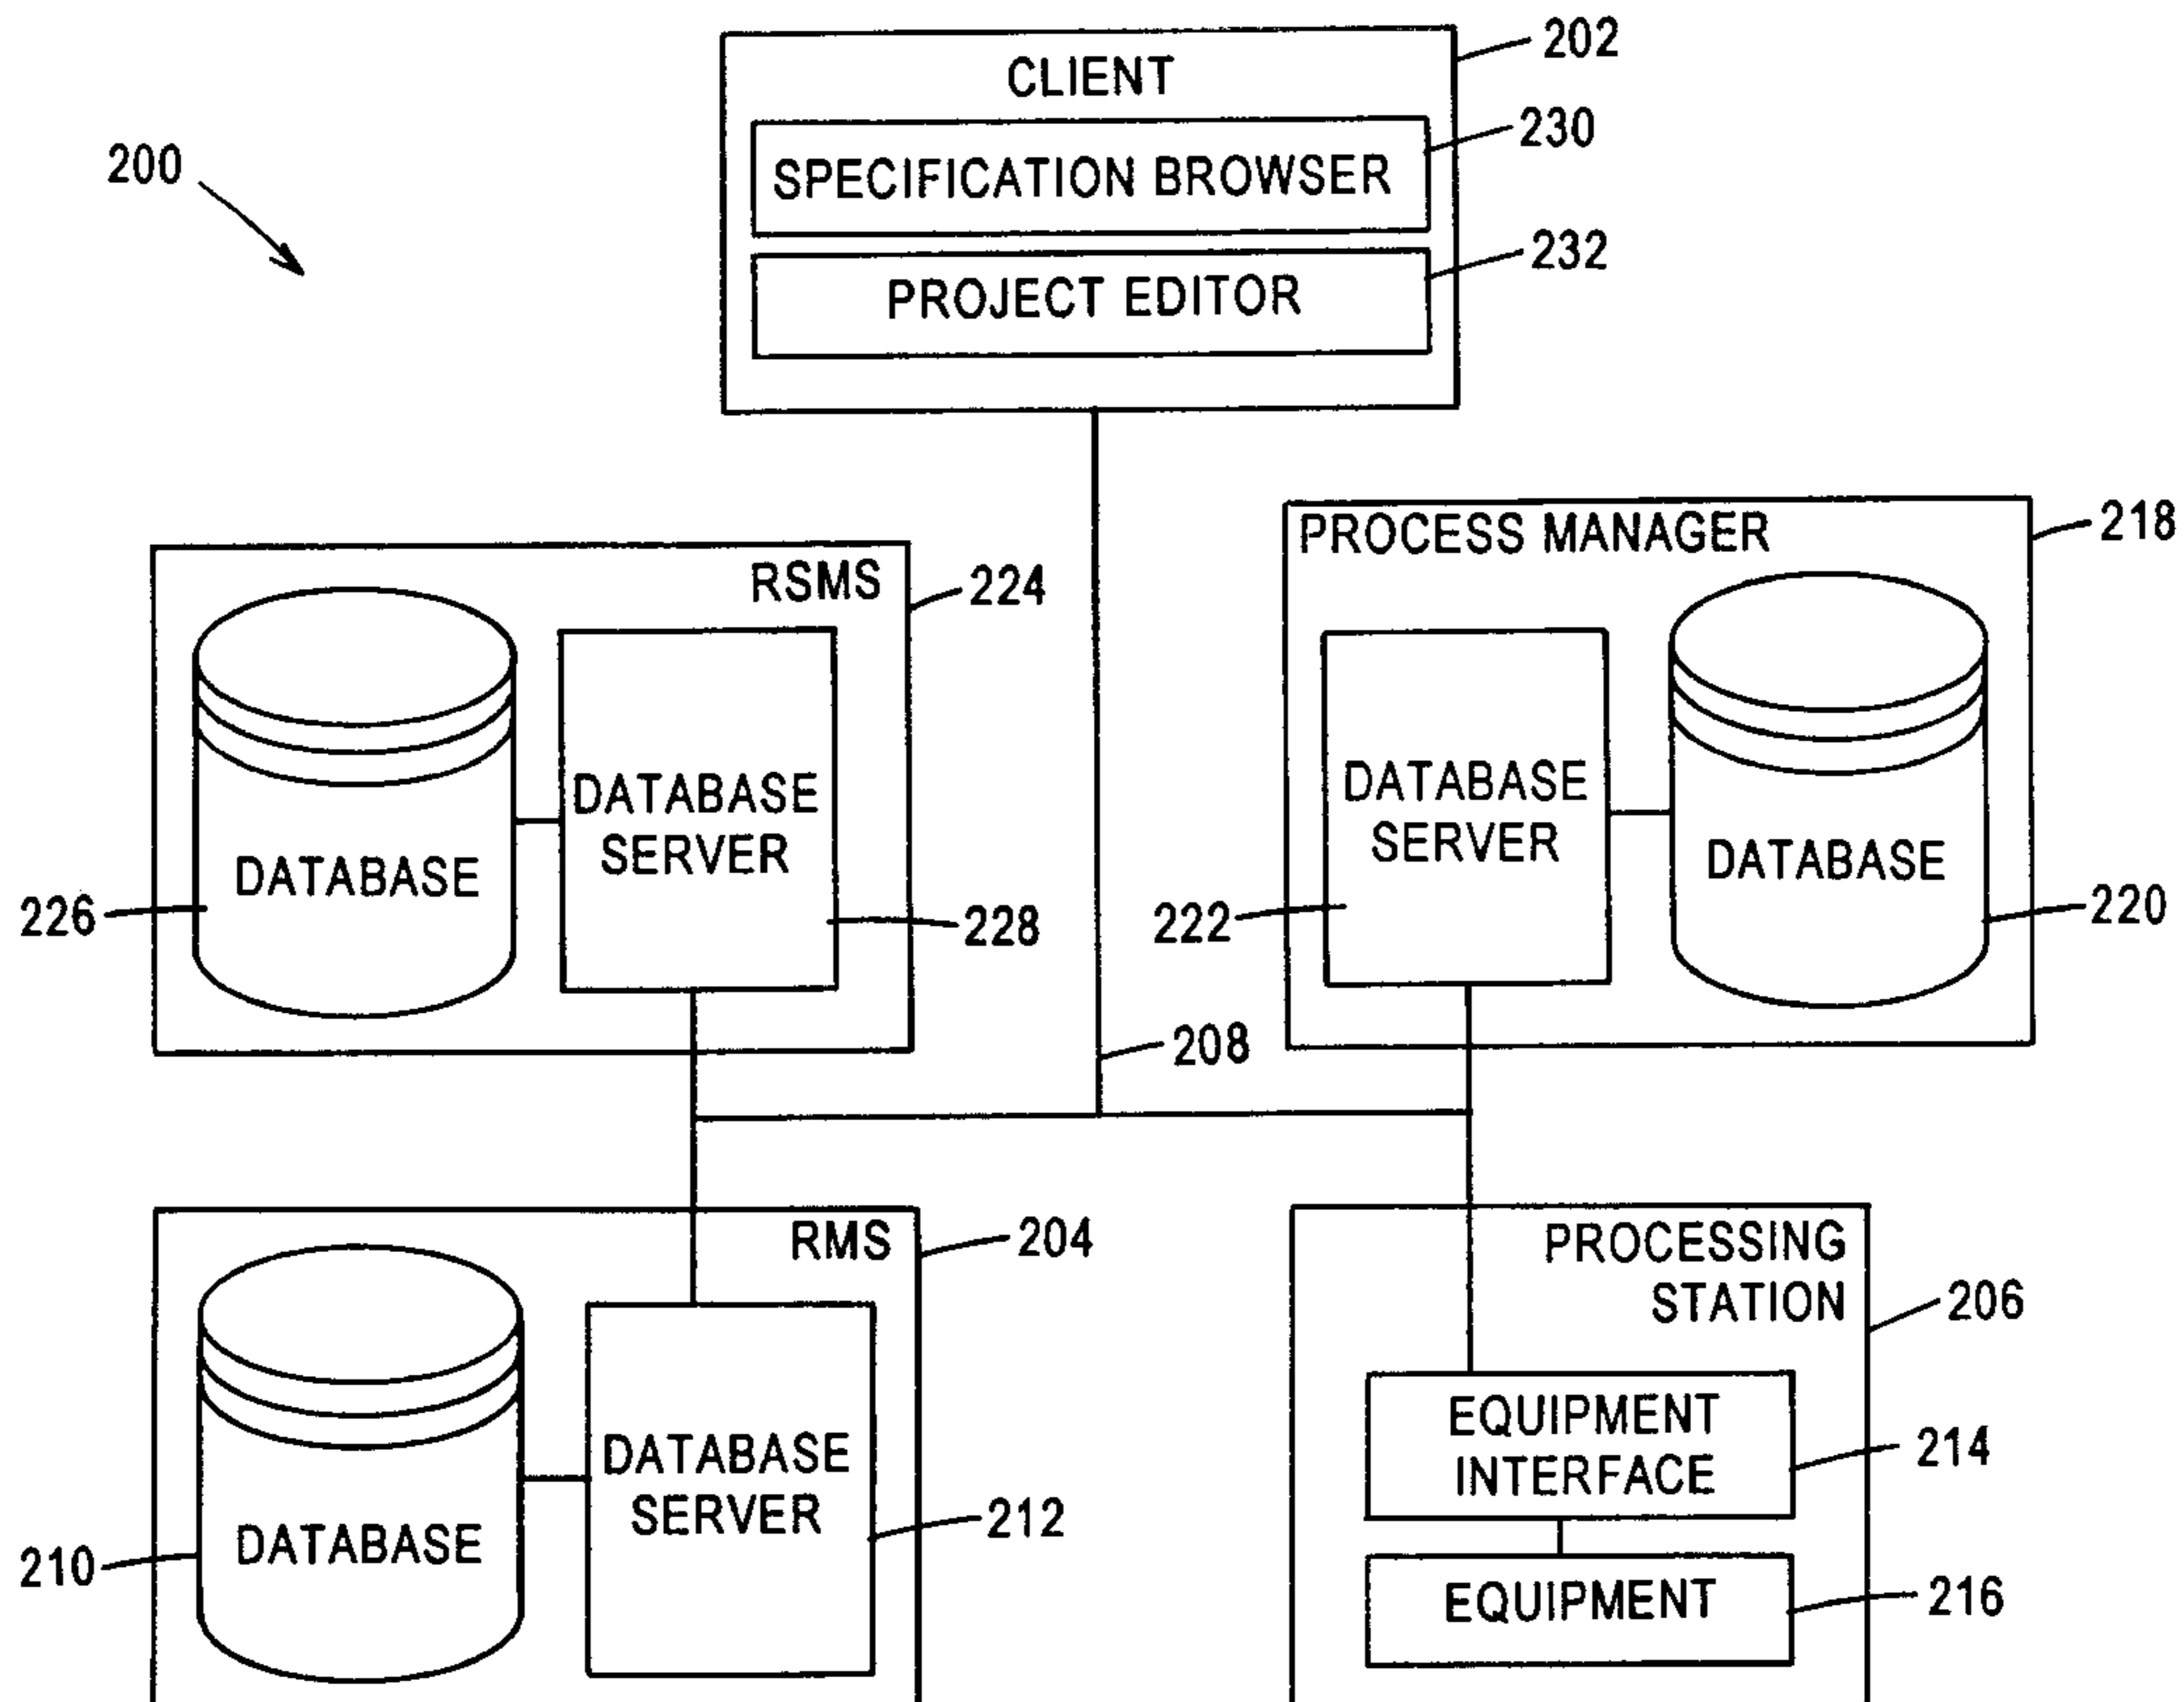 202
CLIENT
230
SPECIFICATION BROWSER
200
232
PROJECT EDITOR
PROCESS MANAGER
218
RSMS
224
DATABASE
SERVER
DATABASE
226
228
DATABASE
SERVER
DATABASE
222
220
208
RMS
204
DATABASE
SERVER
DATABASE
210
212
PROCESSING
STATION
206
EQUIPMENT
INTERFACE
214
EQUIPMENT
216